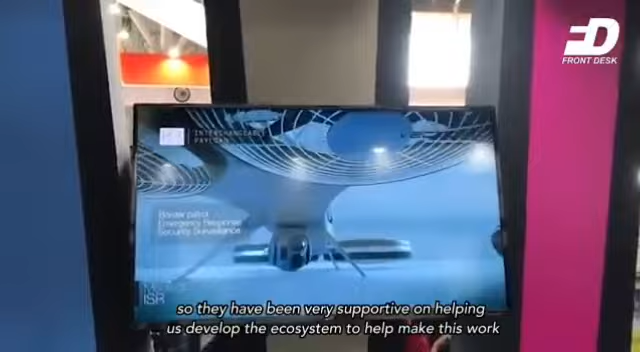 FD
FRONT DESK
INTERCHANGEABLE
PAYLOAD
Border patrol
Emergency Response
Security Surveillance
ISR
so they have been very supportive on helping
us develop the ecosystem to help make this work